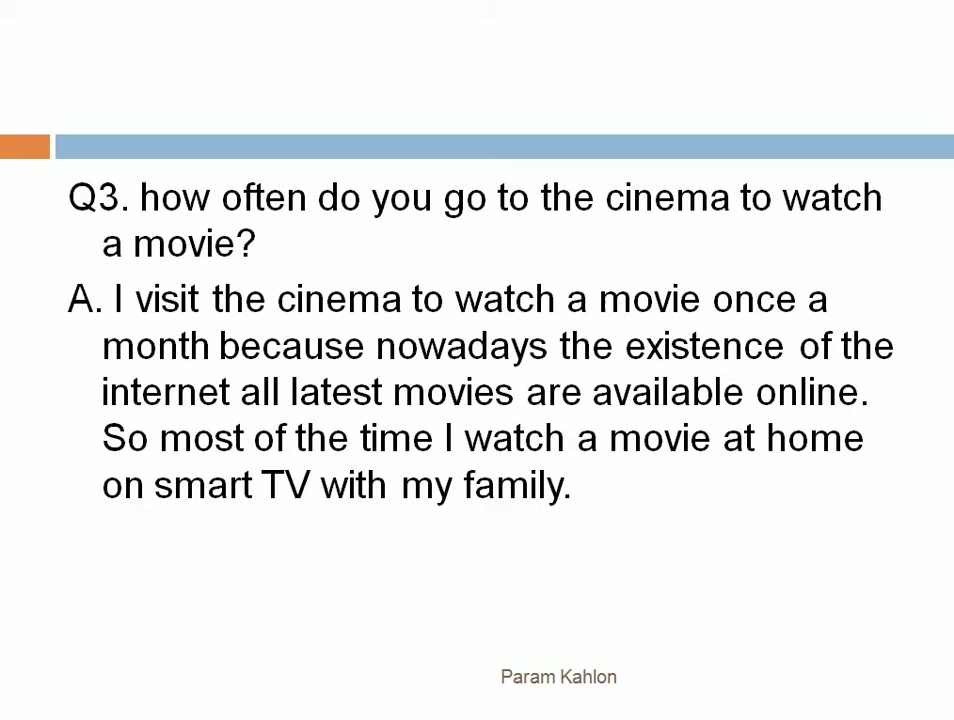 Q3. how often do you go to the cinema to watch
a movie?
A. I visit the cinema to watch a movie once a
month because nowadays the existence of the
internet all latest movies are available online.
So most of the time I watch a movie at home
on smart TV with my family.
Param Kahlon